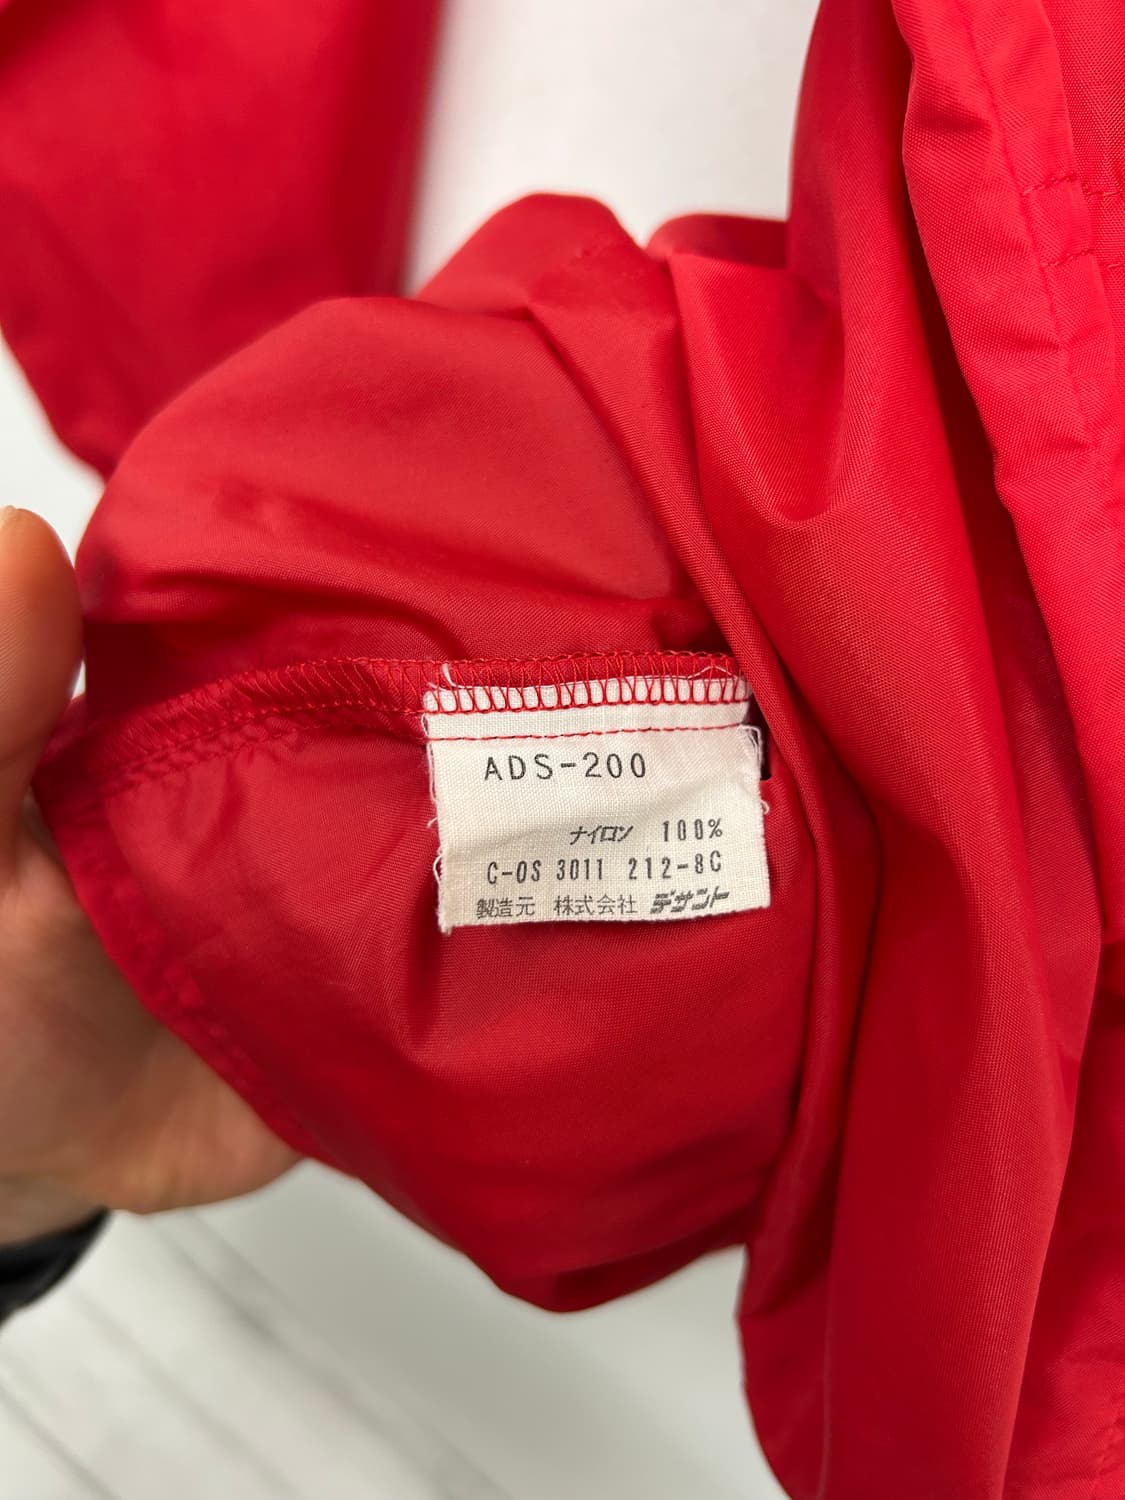 ADS-200
ナイロン 100%
C-OS 3011 212-8C
製造元 株式会社 デサント